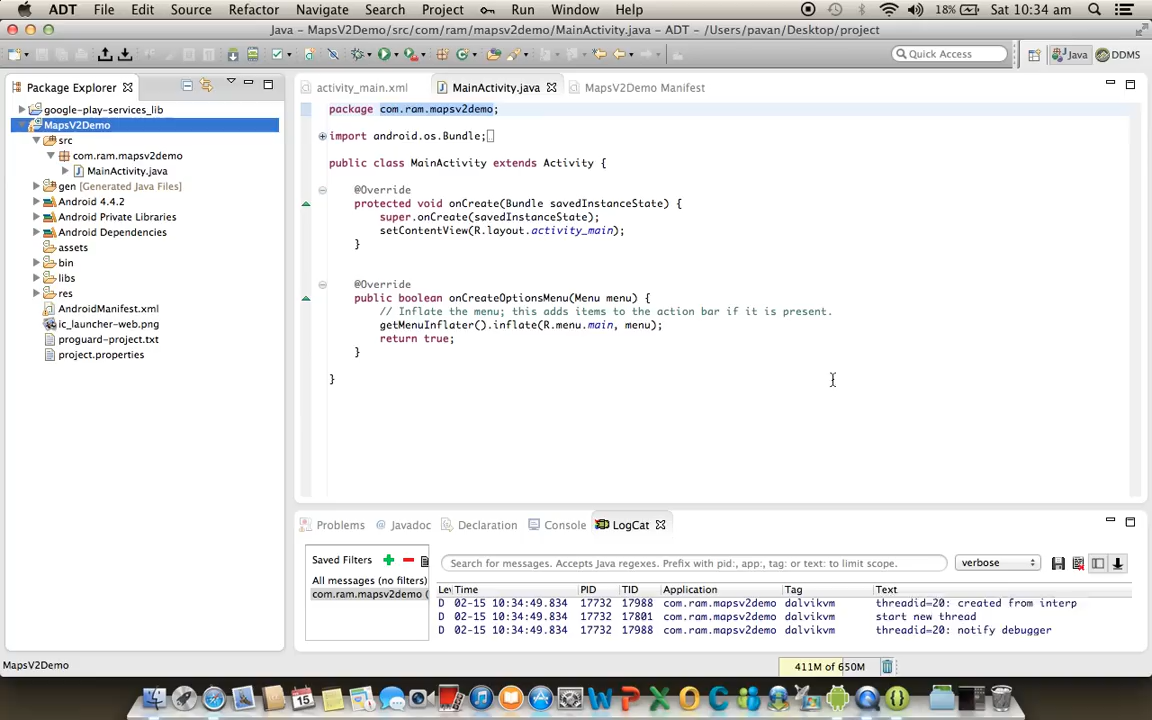 ADT File Edit Source Refactor Navigate Search Project Run Window Help 18% Sat 10:34 am
Java – MapsV2Demo/src/com/ram/mapsv2demo/MainActivity.java – ADT – /Users/pavan/Desktop/project
Quick Access Java DDMS
Package Explorer
google-play-services_lib
MapsV2Demo
src
com.ram.mapsv2demo
MainActivity.java
gen [Generated Java Files]
Android 4.4.2
Android Private Libraries
Android Dependencies
assets
bin
libs
res
AndroidManifest.xml
ic_launcher-web.png
proguard-project.txt
project.properties
activity_main.xml MainActivity.java MapsV2Demo Manifest
package com.ram.mapsv2demo;
import android.os.Bundle;
public class MainActivity extends Activity {
@Override
protected void onCreate(Bundle savedInstanceState) {
super.onCreate(savedInstanceState);
setContentView(R.layout.activity_main);
}
@Override
public boolean onCreateOptionsMenu(Menu menu) {
// Inflate the menu; this adds items to the action bar if it is present.
getMenuInflater().inflate(R.menu.main, menu);
return true;
}
}
Problems Javadoc Declaration Console LogCat
Saved Filters
All messages (no filters)
com.ram.mapsv2demo (
Search for messages. Accepts Java regexes. Prefix with pid:, app:, tag: or text: to limit scope. verbose
Le Time PID TID Application Tag Text
D 02-15 10:34:49.834 17732 17988 com.ram.mapsv2demo dalvikvm threadid=20: created from interp
D 02-15 10:34:49.834 17732 17801 com.ram.mapsv2demo dalvikvm start new thread
D 02-15 10:34:49.834 17732 17988 com.ram.mapsv2demo dalvikvm threadid=20: notify debugger
MapsV2Demo 411M of 650M